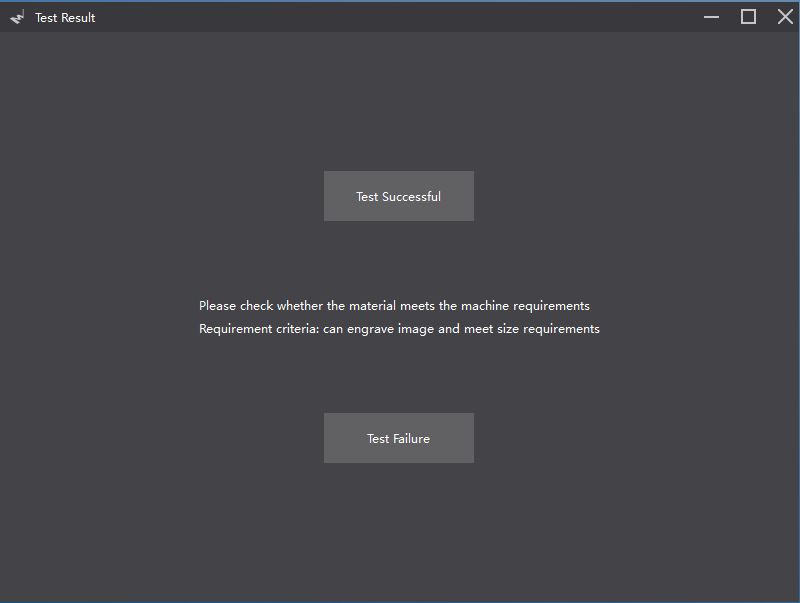 Test Result
Test Successful
Please check whether the material meets the machine requirements
Requirement criteria: can engrave image and meet size requirements
Test Failure